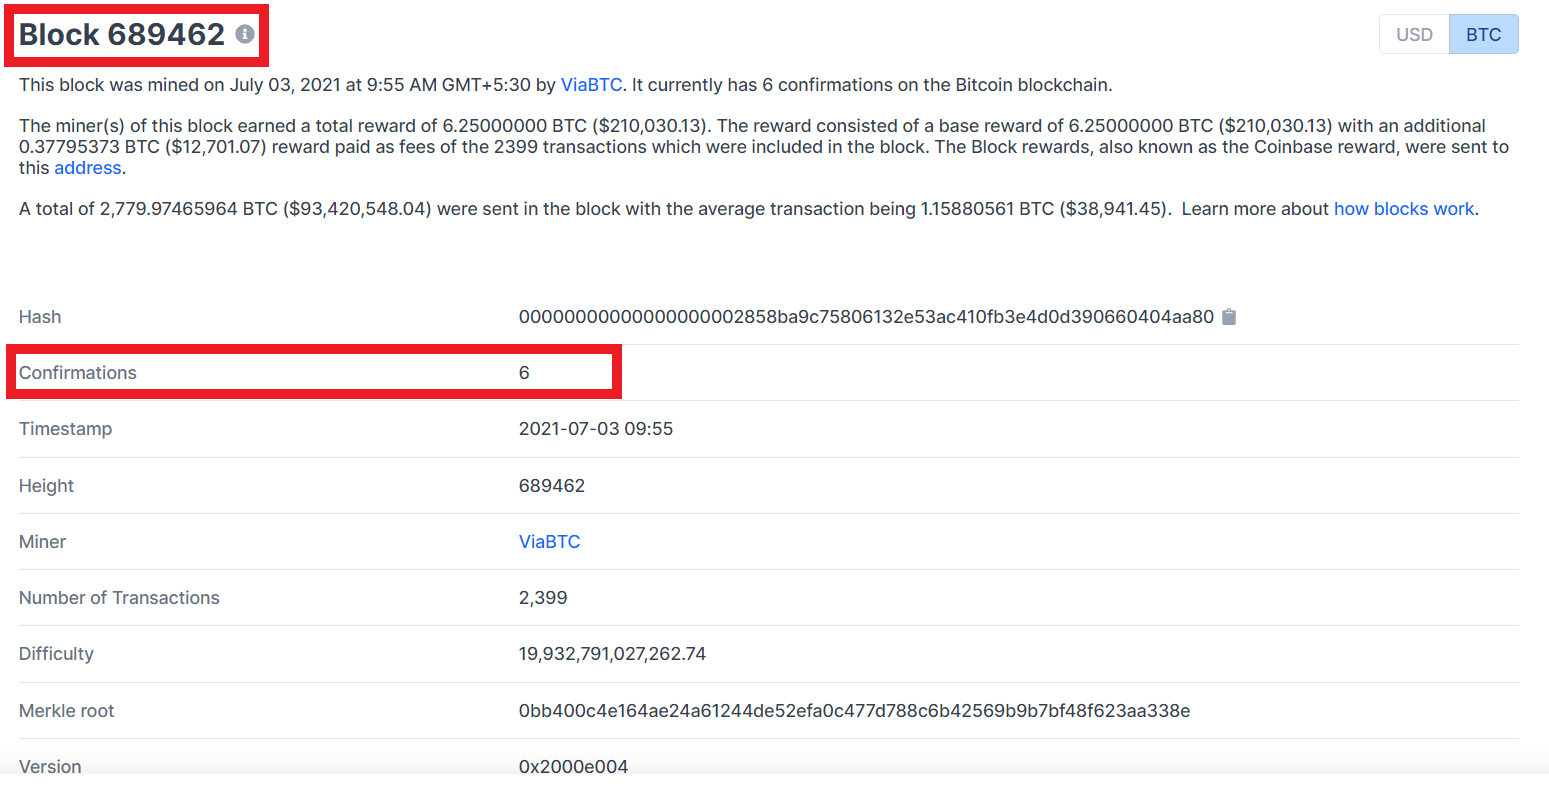 Block 689462
USD BTC
This block was mined on July 03, 2021 at 9:55 AM GMT+5:30 by ViaBTC. It currently has 6 confirmations on the Bitcoin blockchain.
The miner(s) of this block earned a total reward of 6.25000000 BTC ($210,030.13). The reward consisted of a base reward of 6.25000000 BTC ($210,030.13) with an additional
0.37795373 BTC ($12,701.07) reward paid as fees of the 2399 transactions which were included in the block. The Block rewards, also known as the Coinbase reward, were sent to
this address.
A total of 2,779.97465964 BTC ($93,420,548.04) were sent in the block with the average transaction being 1.15880561 BTC ($38,941.45). Learn more about how blocks work.
Hash 00000000000000000002858ba9c75806132e53ac410fb3e4d0d390660404aa80
Confirmations 6
Timestamp 2021-07-03 09:55
Height 689462
Miner ViaBTC
Number of Transactions 2,399
Difficulty 19,932,791,027,262.74
Merkle root 0bb400c4e164ae24a61244de52efa0c477d788c6b42569b9b7bf48f623aa338e
Version 0x2000e004